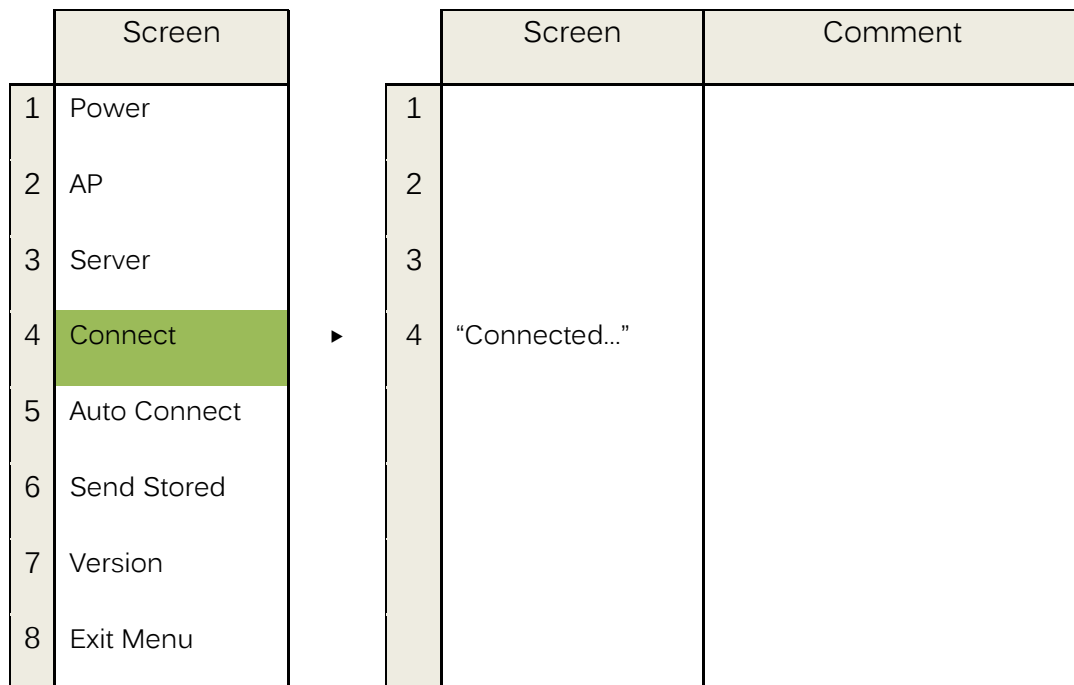 Screen Screen Comment
1 Power 1
2 AP 2
3 Server 3
4 Connect ▶ 4 “Connected...”
5 Auto Connect
6 Send Stored
7 Version
8 Exit Menu